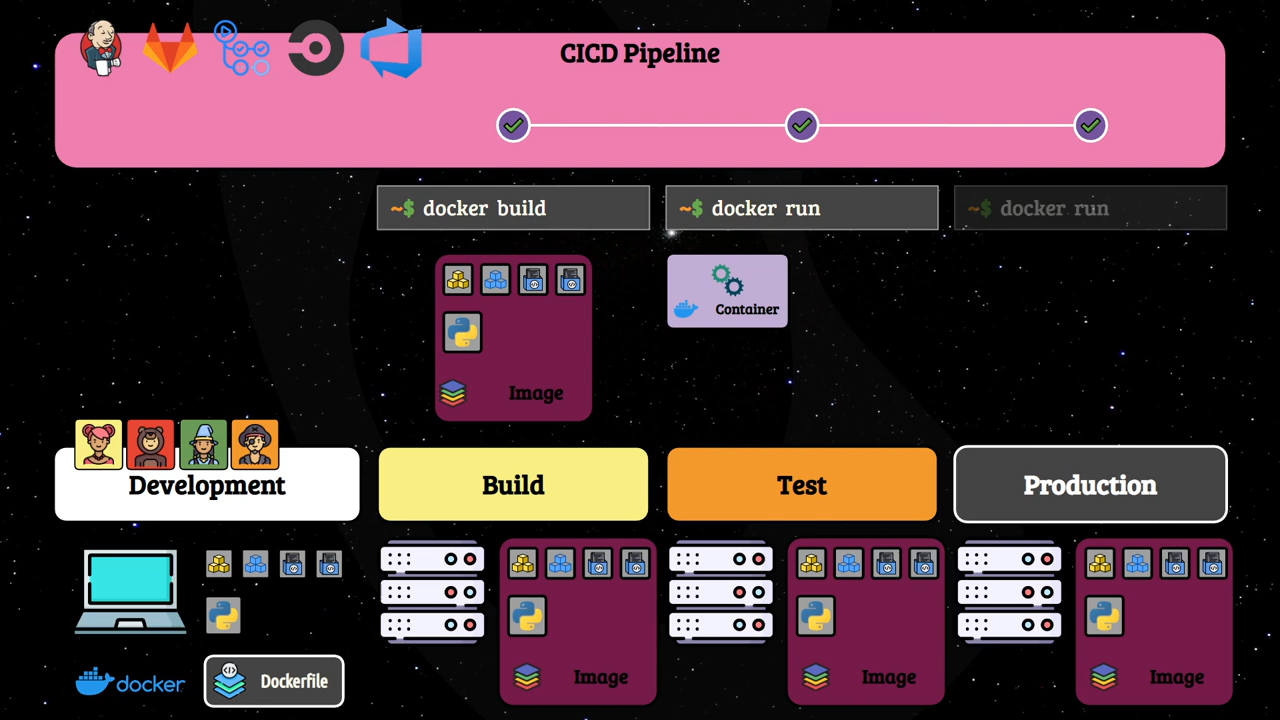 CICD Pipeline
~$ docker build
~$ docker run
~$ docker run
Container
Image
Development
Build
Test
Production
docker
Dockerfile
Image
Image
Image